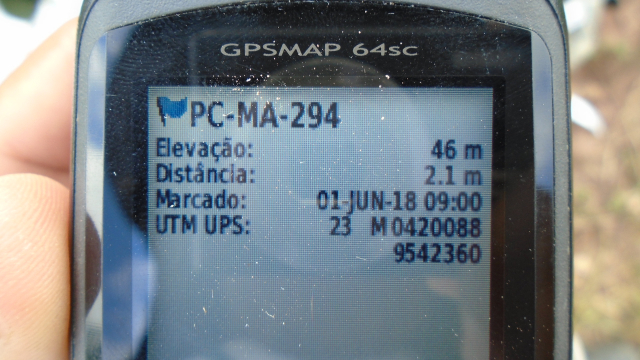 GPSMAP 64sc
PC-MA-294
Elevação: 46 m
Distância: 2.1 m
Marcado: 01-JUN-18 09:00
UTM UPS: 23 M 0420088
9542360